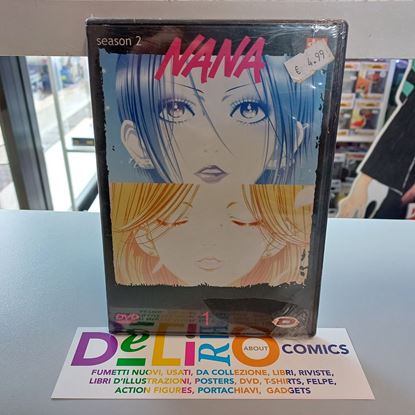 season 2
NANA
€ 4.99
DVD
1
DELIRI
ABOUT
COMICS
FUMETTI NUOVI, USATI, DA COLLEZIONE, LIBRI, RIVISTE,
LIBRI D'ILLUSTRAZIONI, POSTERS, DVD, T-SHIRTS, FELPE,
ACTION FIGURES, PORTACHIAVI, GADGETS